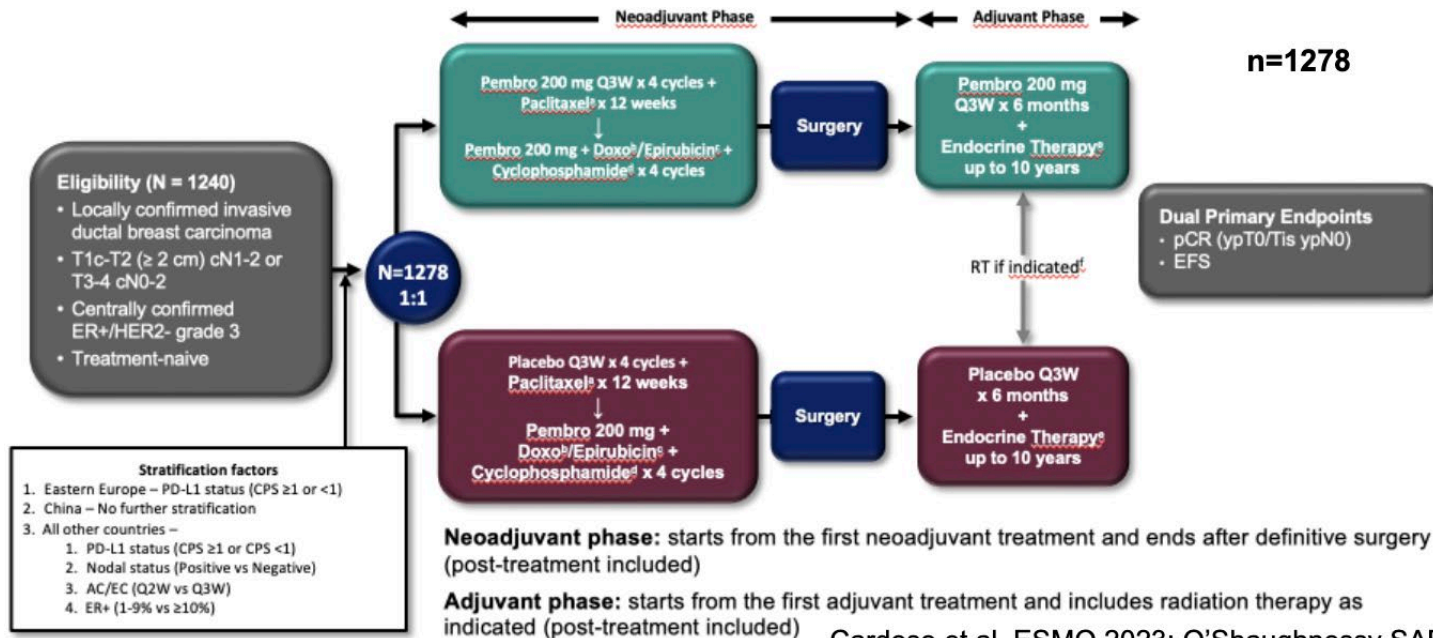 Neoadjuvant Phase
Adjuvant Phase
n=1278
Eligibility (N = 1240)
• Locally confirmed invasive
ductal breast carcinoma
• T1c-T2 (≥ 2 cm) cN1-2 or
T3-4 cN0-2
• Centrally confirmed
ER+/HER2- grade 3
• Treatment-naive
N=1278
1:1
Pembro 200 mg Q3W x 4 cycles +
Paclitaxelᵃ x 12 weeks
↓
Pembro 200 mg + Doxoᵇ/Epirubicinᶜ +
Cyclophosphamideᵈ x 4 cycles
Surgery
Pembro 200 mg
Q3W x 6 months
+
Endocrine Therapyᵉ
up to 10 years
RT if indicatedᶠ
Dual Primary Endpoints
• pCR (ypT0/Tis ypN0)
• EFS
Placebo Q3W x 4 cycles +
Paclitaxelᵃ x 12 weeks
↓
Pembro 200 mg +
Doxoᵇ/Epirubicinᶜ +
Cyclophosphamideᵈ x 4 cycles
Surgery
Placebo Q3W
x 6 months
+
Endocrine Therapyᵉ
up to 10 years
Stratification factors
1. Eastern Europe – PD-L1 status (CPS ≥1 or <1)
2. China – No further stratification
3. All other countries –
1. PD-L1 status (CPS ≥1 or CPS <1)
2. Nodal status (Positive vs Negative)
3. AC/EC (Q2W vs Q3W)
4. ER+ (1-9% vs ≥10%)
Neoadjuvant phase: starts from the first neoadjuvant treatment and ends after definitive surgery
(post-treatment included)
Adjuvant phase: starts from the first adjuvant treatment and includes radiation therapy as
indicated (post-treatment included)